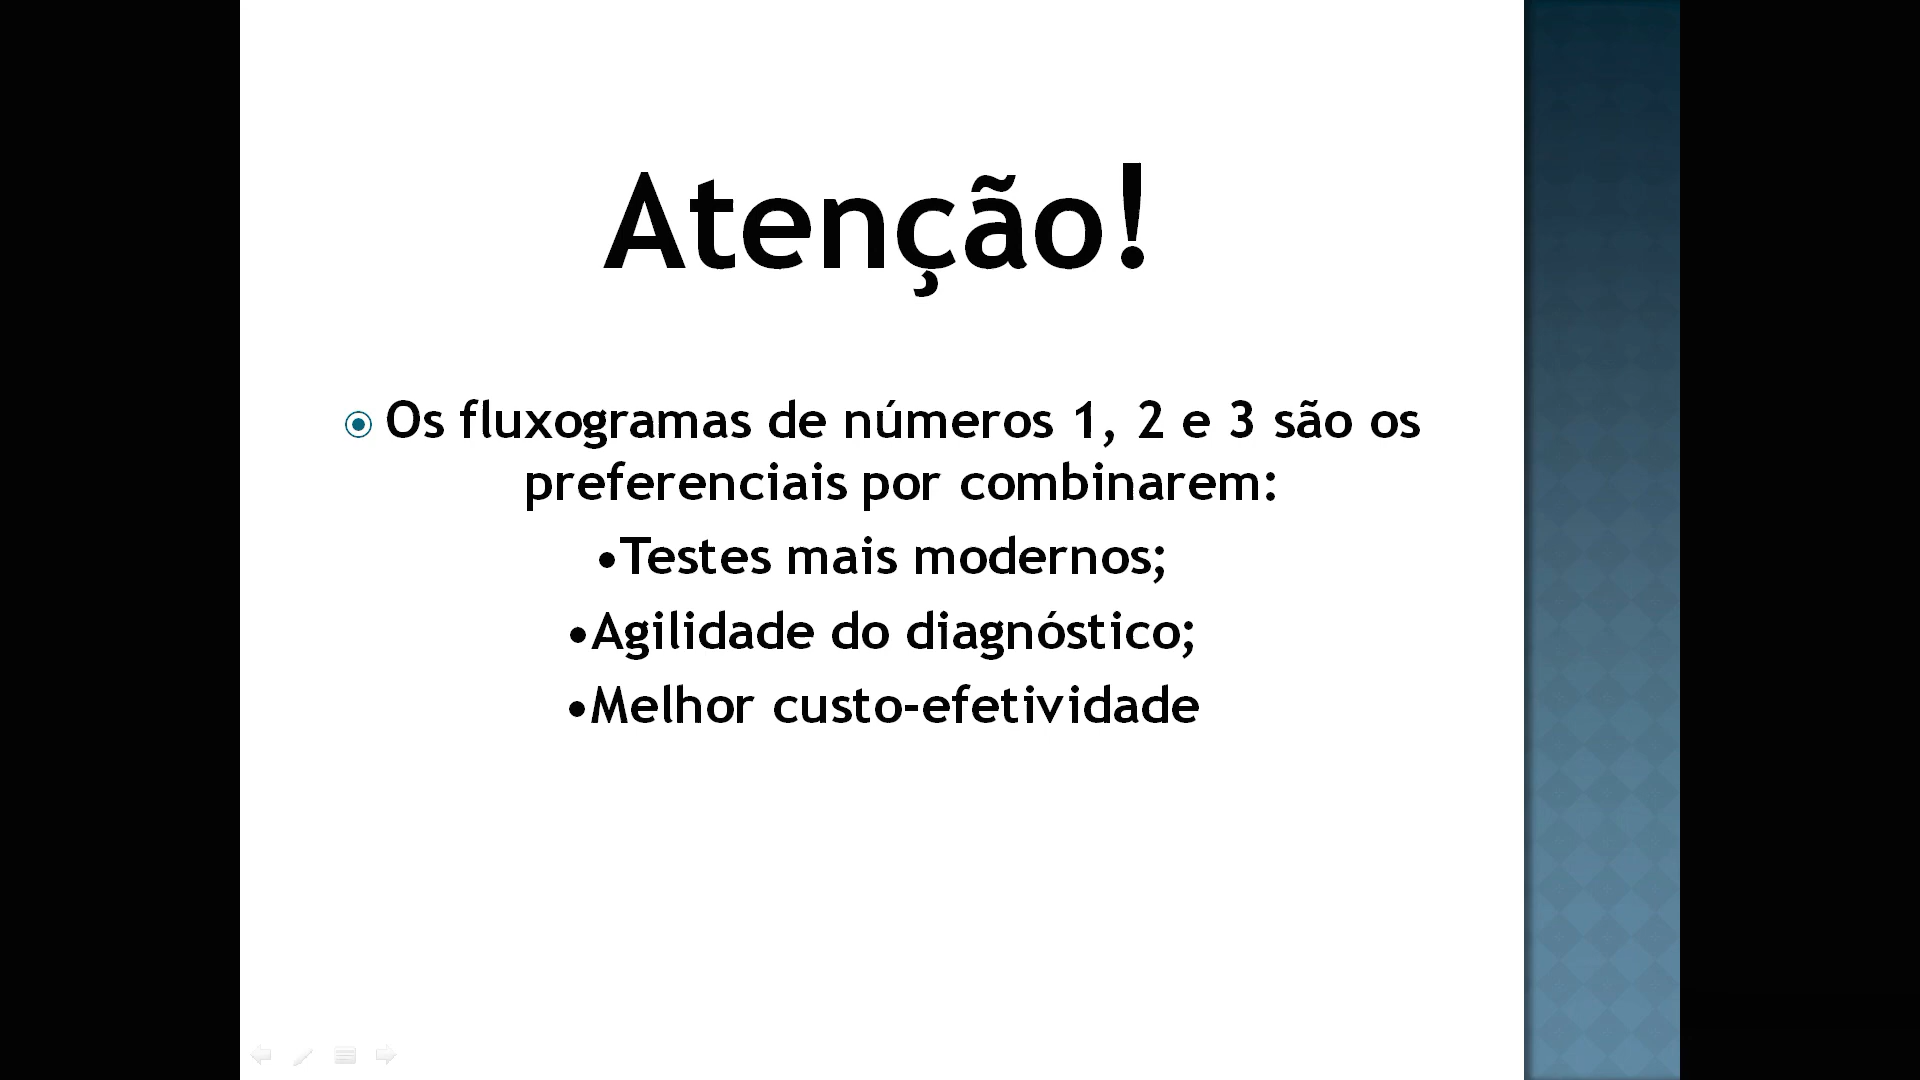 Atenção!
Os fluxogramas de números 1, 2 e 3 são os
preferenciais por combinarem:
•Testes mais modernos;
•Agilidade do diagnóstico;
•Melhor custo-efetividade